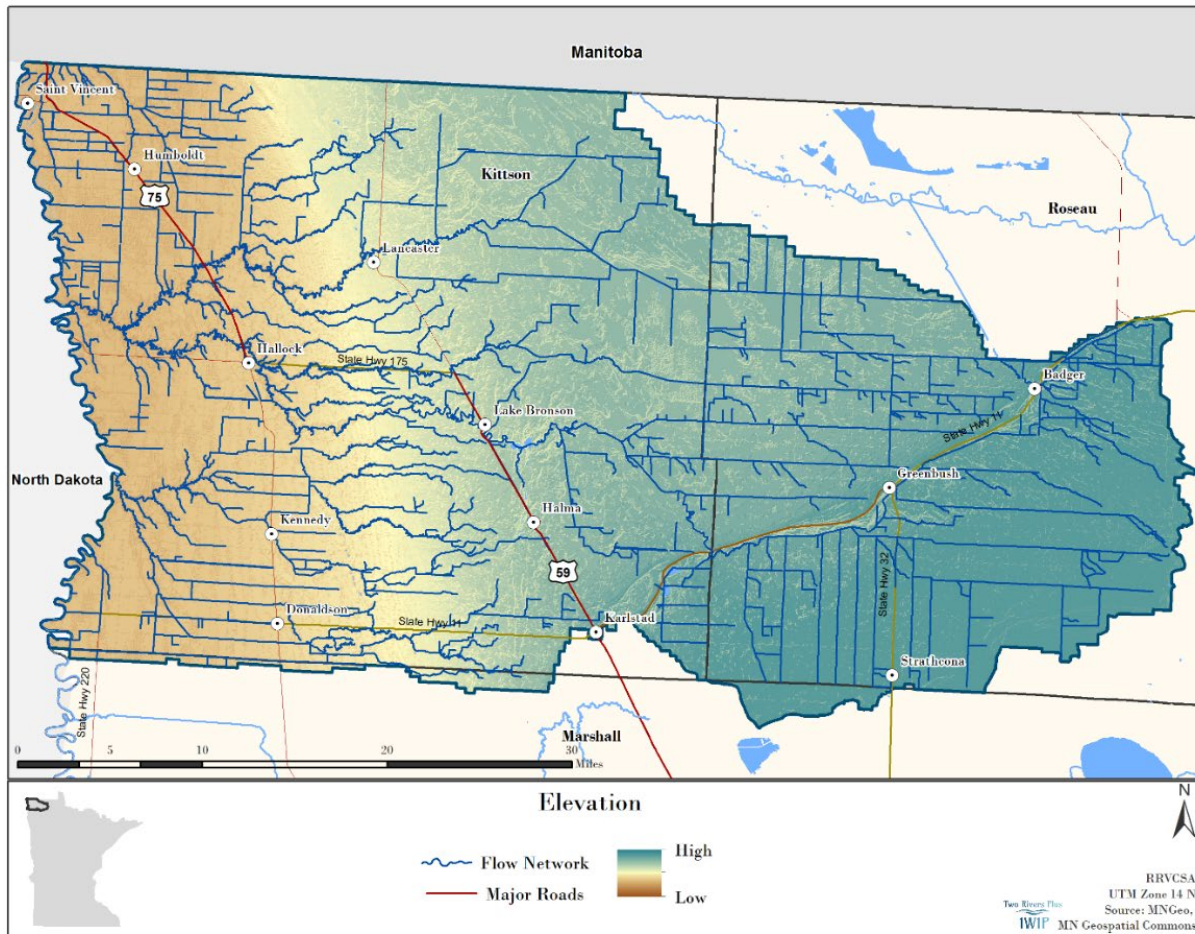 Manitoba
Saint Vincent
Humboldt
75
Kittson
Roseau
Lancaster
Hallock
State Hwy 175
Badger
Lake Bronson
State Hwy 11
North Dakota
Greenbush
Halma
Kennedy
59
State Hwy 32
Donaldson
State Hwy 11
Karlstad
Strathcona
State Hwy 220
Marshall
0 5 10 20 30
Miles
Elevation
N
Flow Network
High
Major Roads
Low
RRVCSA
UTM Zone 14 N
Two Rivers Plus
Source: MNGeo,
1W1P
MN Geospatial Commons